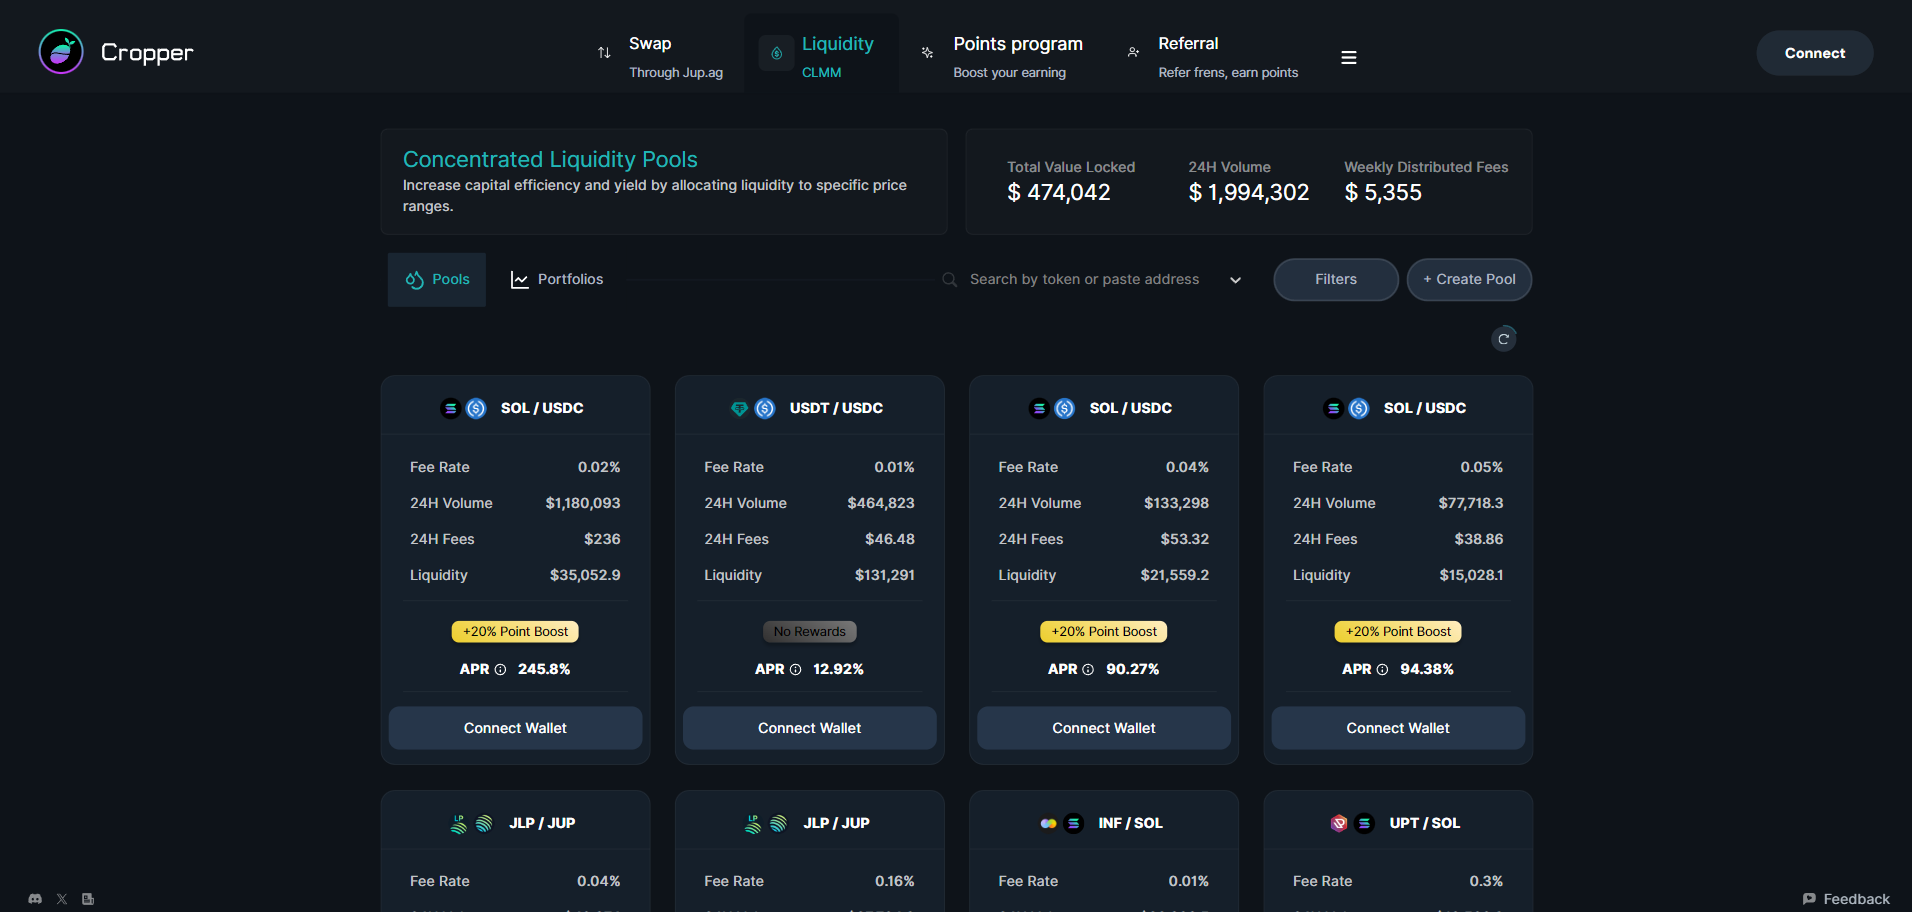 Cropper
Swap
Through Jup.ag
Liquidity
CLMM
Points program
Boost your earning
Referral
Refer frens, earn points
Connect
Concentrated Liquidity Pools
Increase capital efficiency and yield by allocating liquidity to specific price
ranges.
Total Value Locked
$ 474,042
24H Volume
$ 1,994,302
Weekly Distributed Fees
$ 5,355
Pools
Portfolios
Search by token or paste address
Filters
+ Create Pool
SOL / USDC
Fee Rate 0.02%
24H Volume $1,180,093
24H Fees $236
Liquidity $35,052.9
+20% Point Boost
APR 245.8%
Connect Wallet
USDT / USDC
Fee Rate 0.01%
24H Volume $464,823
24H Fees $46.48
Liquidity $131,291
No Rewards
APR 12.92%
Connect Wallet
SOL / USDC
Fee Rate 0.04%
24H Volume $133,298
24H Fees $53.32
Liquidity $21,559.2
+20% Point Boost
APR 90.27%
Connect Wallet
SOL / USDC
Fee Rate 0.05%
24H Volume $77,718.3
24H Fees $38.86
Liquidity $15,028.1
+20% Point Boost
APR 94.38%
Connect Wallet
LP
JLP / JUP
Fee Rate 0.04%
LP
JLP / JUP
Fee Rate 0.16%
INF / SOL
Fee Rate 0.01%
UPT / SOL
Fee Rate 0.3%
Feedback